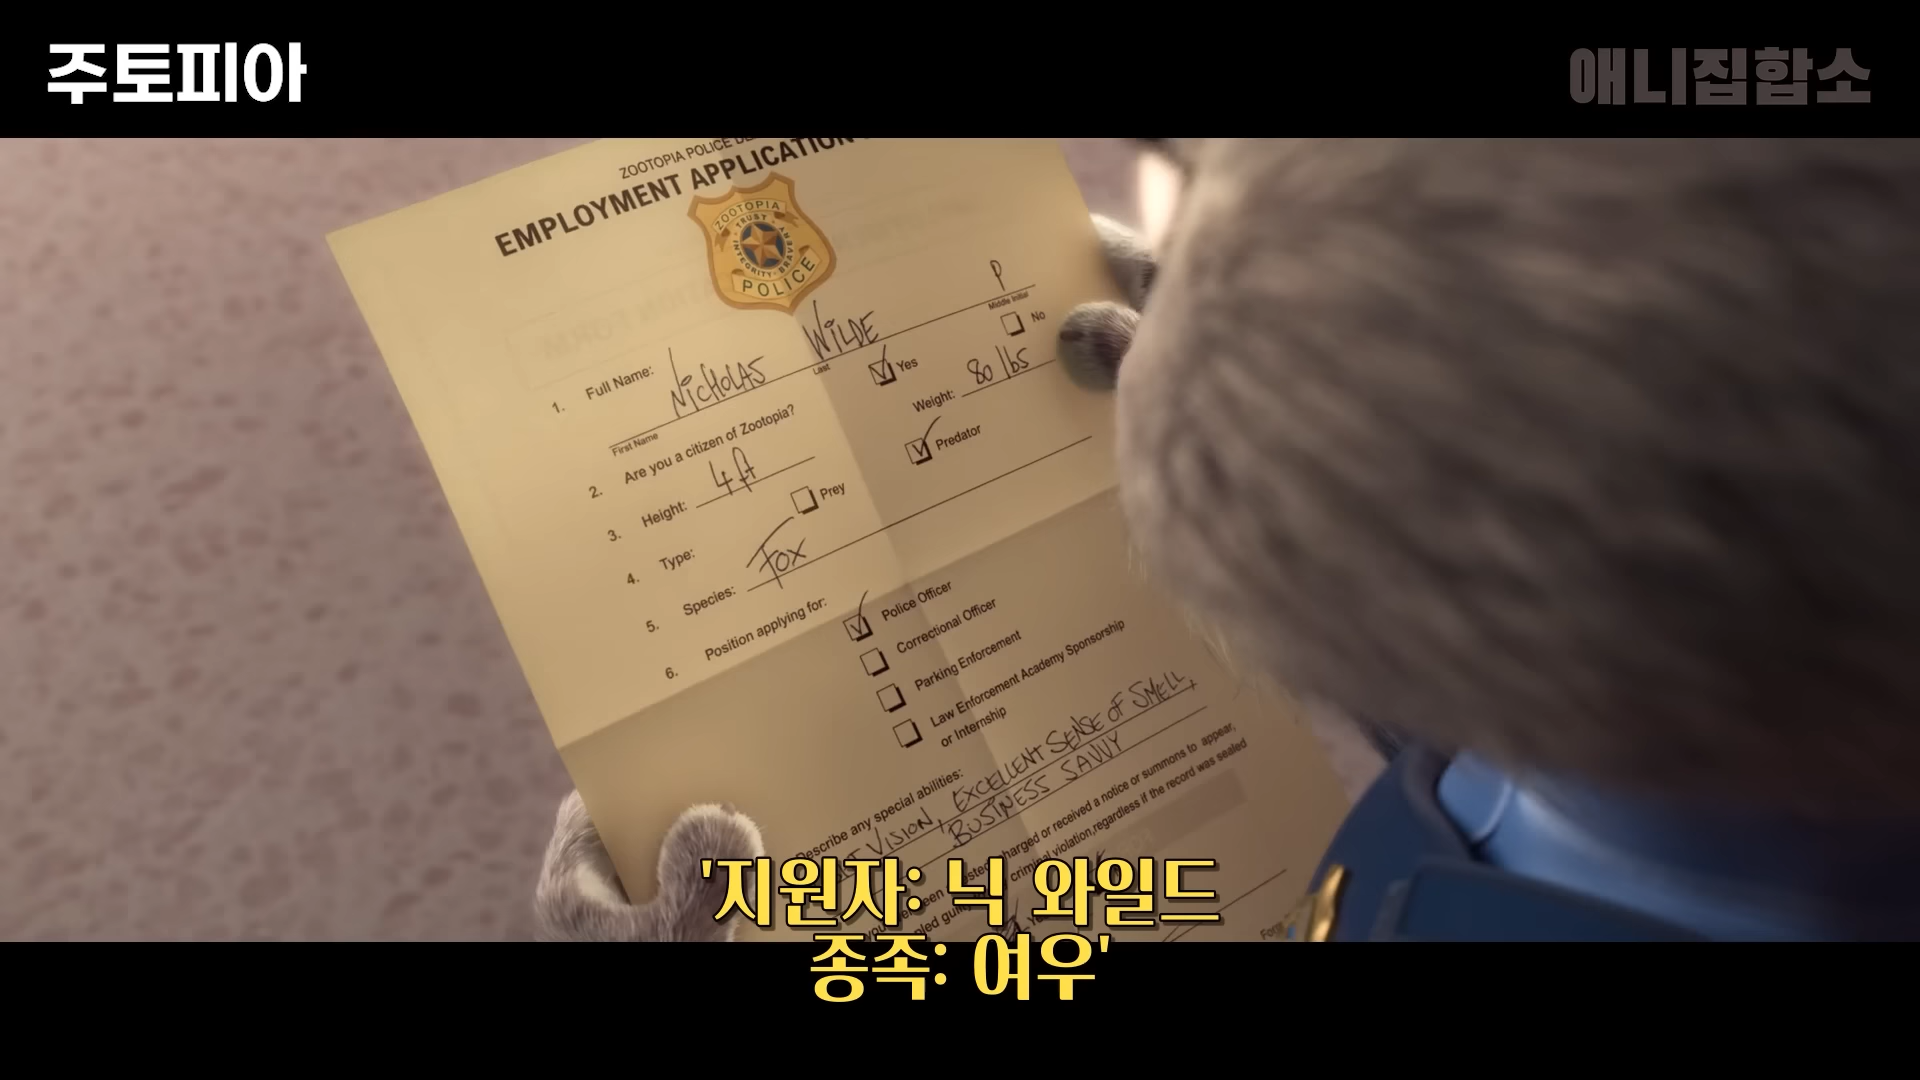 주토피아
애니집합소
ZOOTOPIA POLICE
EMPLOYMENT APPLICATION
ZOOTOPIA
TRUST INTEGRITY BRAVERY
POLICE
1. Full Name: NICHOLAS WILDE P
First Name Last Middle Initial
2. Are you a citizen of Zootopia? Yes No
3. Height: 4 ft Weight: 80 lbs
4. Type: Prey Predator
5. Species: FOX
6. Position applying for: Police Officer
Correctional Officer
Parking Enforcement
Law Enforcement Academy Sponsorship
or Internship
Describe any special abilities:
VISION, EXCELLENT SENSE OF SMELL,
BUSINESS SAVVY
charged or received a notice or summons to appear,
criminal violation, regardless if the record was sealed
'지원자: 닉 와일드
종족: 여우'